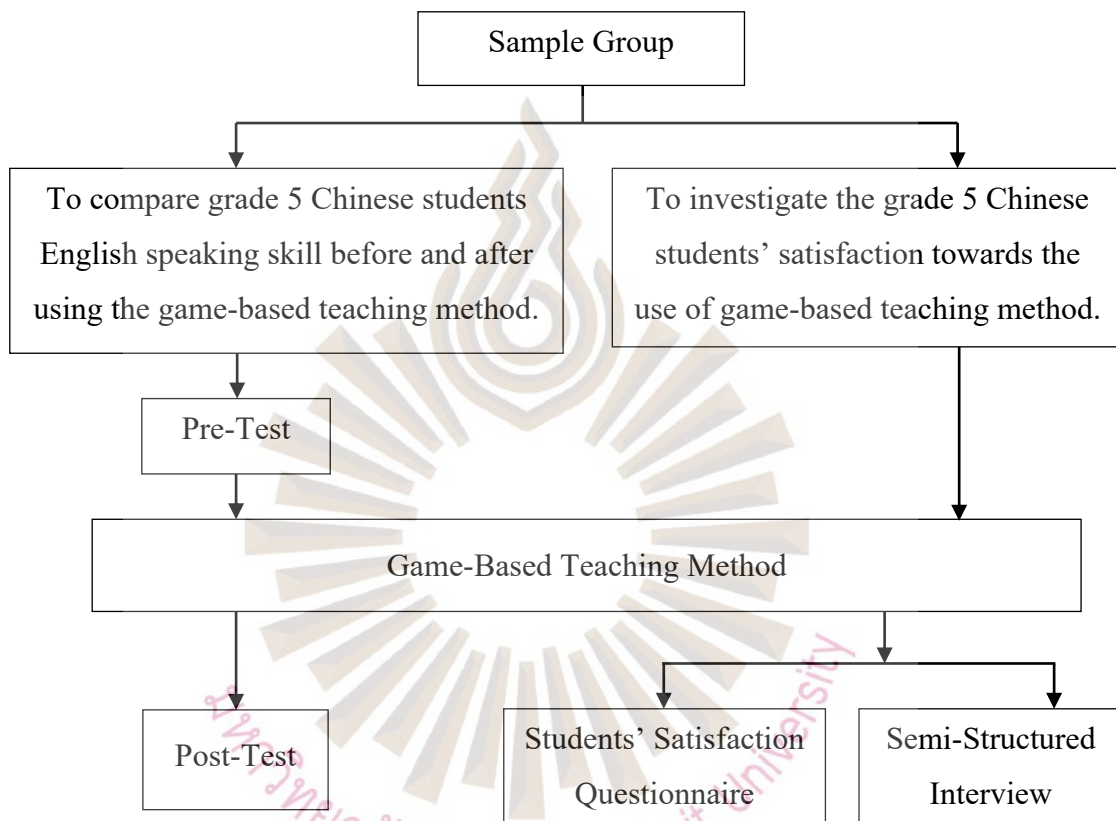 Sample Group
To compare grade 5 Chinese students
English speaking skill before and after
using the game-based teaching method.
To investigate the grade 5 Chinese
students’ satisfaction towards the
use of game-based teaching method.
Pre-Test
Game-Based Teaching Method
Post-Test
Students’ Satisfaction
Questionnaire
Semi-Structured
Interview
University